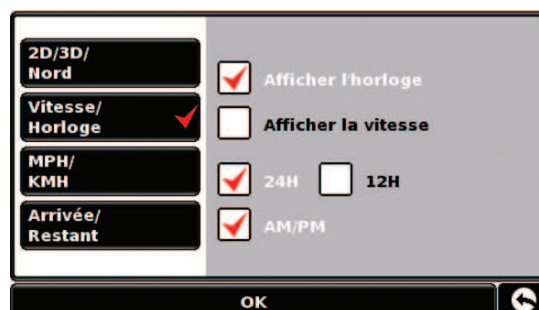 2D/3D/
Nord
Vitesse/
Horloge
MPH/
KMH
Arrivée/
Restant
Afficher l'horloge
Afficher la vitesse
24H 12H
AM/PM
OK